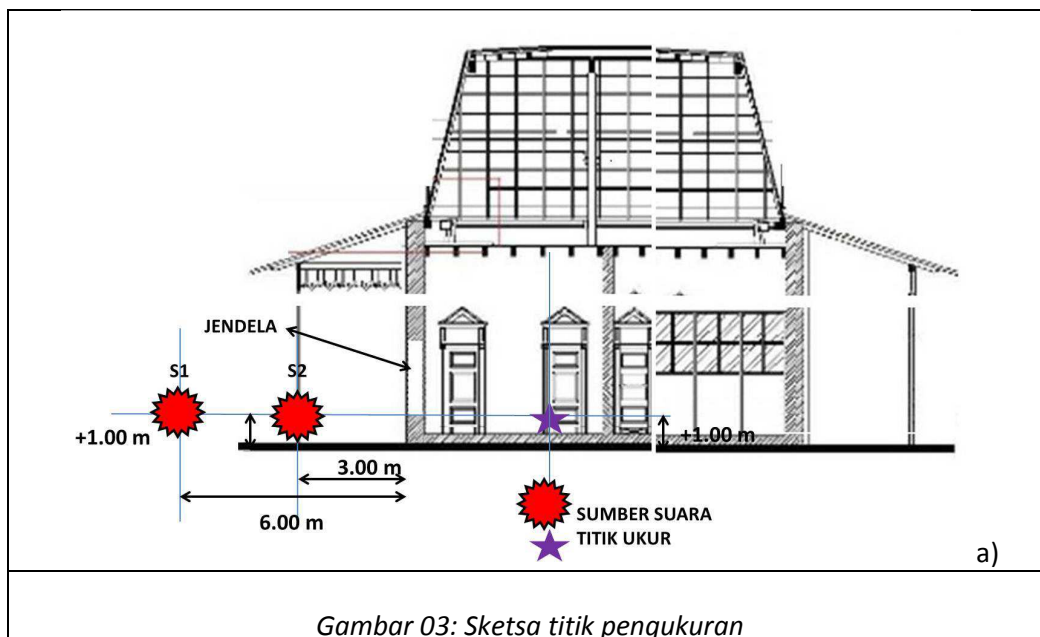 JENDELA
S1
S2
+1.00 m
+1.00 m
3.00 m
6.00 m
SUMBER SUARA
TITIK UKUR
a)
Gambar 03: Sketsa titik pengukuran